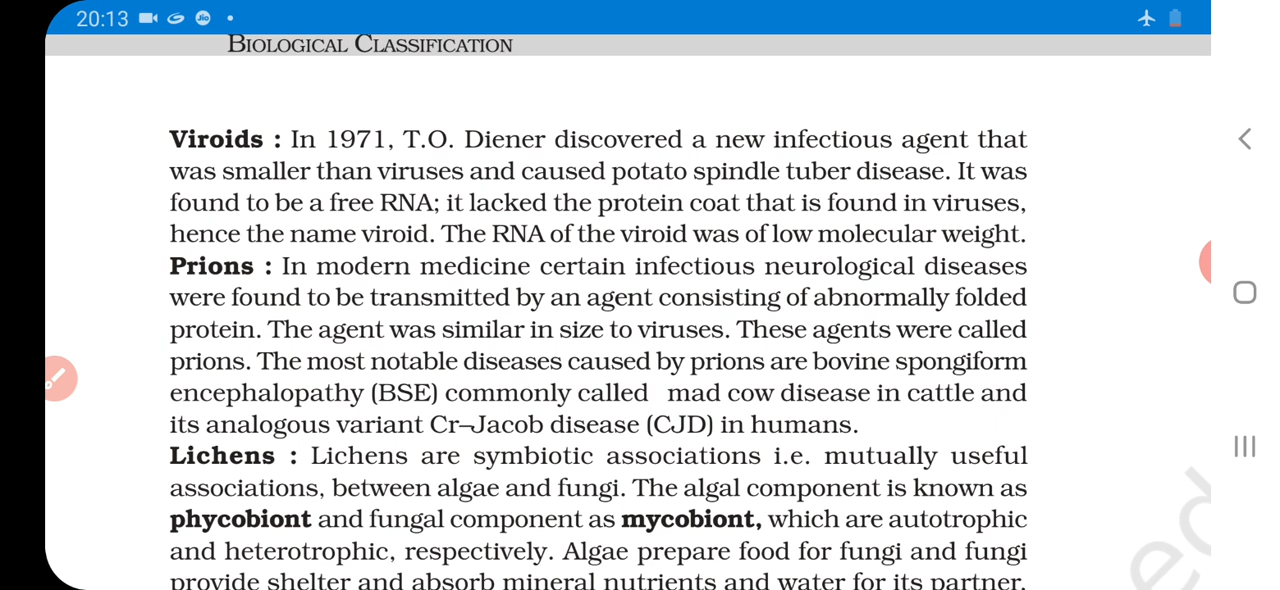 20:13
Jio
BIOLOGICAL CLASSIFICATION
Viroids : In 1971, T.O. Diener discovered a new infectious agent that
was smaller than viruses and caused potato spindle tuber disease. It was
found to be a free RNA; it lacked the protein coat that is found in viruses,
hence the name viroid. The RNA of the viroid was of low molecular weight.
Prions : In modern medicine certain infectious neurological diseases
were found to be transmitted by an agent consisting of abnormally folded
protein. The agent was similar in size to viruses. These agents were called
prions. The most notable diseases caused by prions are bovine spongiform
encephalopathy (BSE) commonly called mad cow disease in cattle and
its analogous variant Cr–Jacob disease (CJD) in humans.
Lichens : Lichens are symbiotic associations i.e. mutually useful
associations, between algae and fungi. The algal component is known as
phycobiont and fungal component as mycobiont, which are autotrophic
and heterotrophic, respectively. Algae prepare food for fungi and fungi
provide shelter and absorb mineral nutrients and water for its partner.
ed